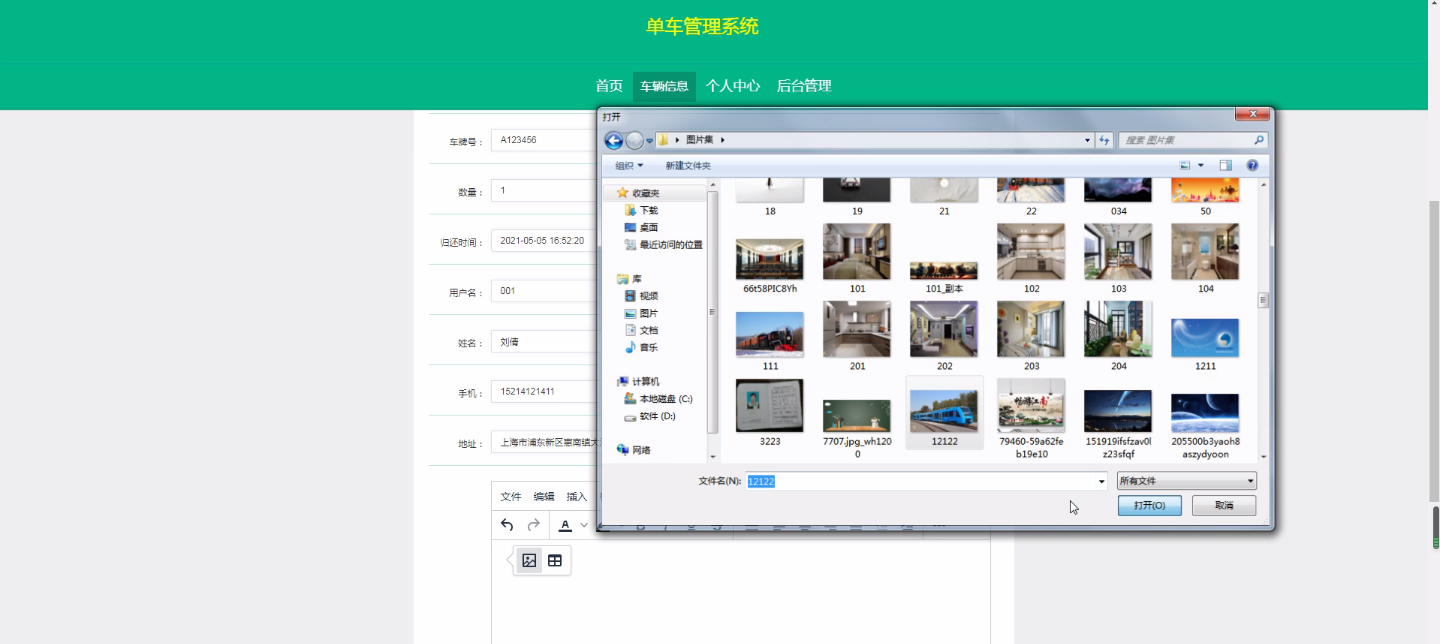 单车管理系统
首页 车辆信息 个人中心 后台管理
打开
图片集
搜索 图片集
组织 新建文件夹
收藏夹
下载
桌面
最近访问的位置
库
视频
图片
文档
音乐
计算机
本地磁盘 (C:)
软件 (D:)
网络
18 19 21 22 034 50
66t58PIC8Yh 101 101_副本 102 103 104
111 201 202 203 204 1211
3223 7707.jpg_wh1200 12122 79460-59a62feb19e10 151919ifsfzav0lz23sfqf 205500b3yaoh8aszydyoon
文件名(N): 12122 所有文件
打开(O) 取消
车牌号： A123456
数量： 1
归还时间： 2021-05-05 16:52:20
用户名： 001
姓名： 刘倩
手机： 15214121411
地址： 上海市浦东新区惠南镇
文件 编辑 插入
A